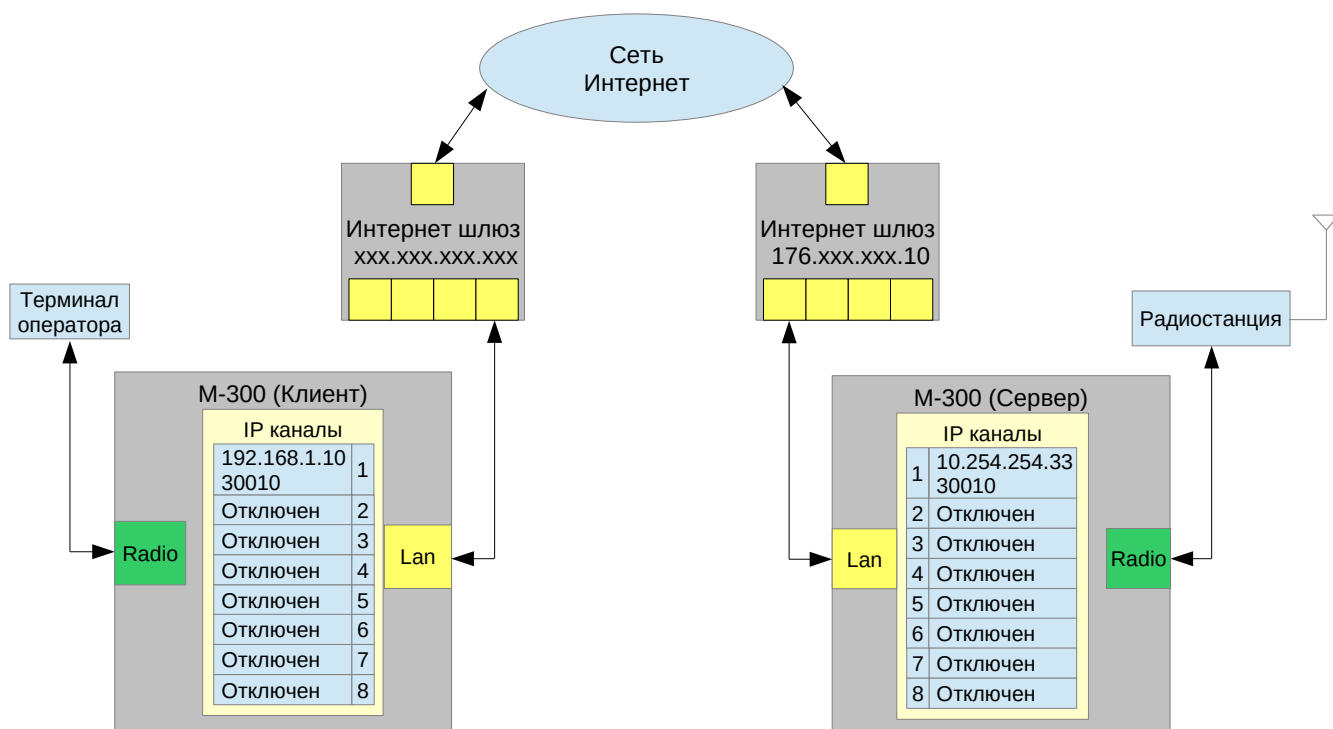 Сеть
Интернет
Интернет шлюз
xxx.xxx.xxx.xxx
Интернет шлюз
176.xxx.xxx.10
Терминал
оператора
Радиостанция
М-300 (Клиент)
IP каналы
192.168.1.10
30010
1
Отключен 2
Отключен 3
Отключен 4
Отключен 5
Отключен 6
Отключен 7
Отключен 8
Radio
Lan
М-300 (Сервер)
IP каналы
1
10.254.254.33
30010
2 Отключен
3 Отключен
4 Отключен
5 Отключен
6 Отключен
7 Отключен
8 Отключен
Lan
Radio